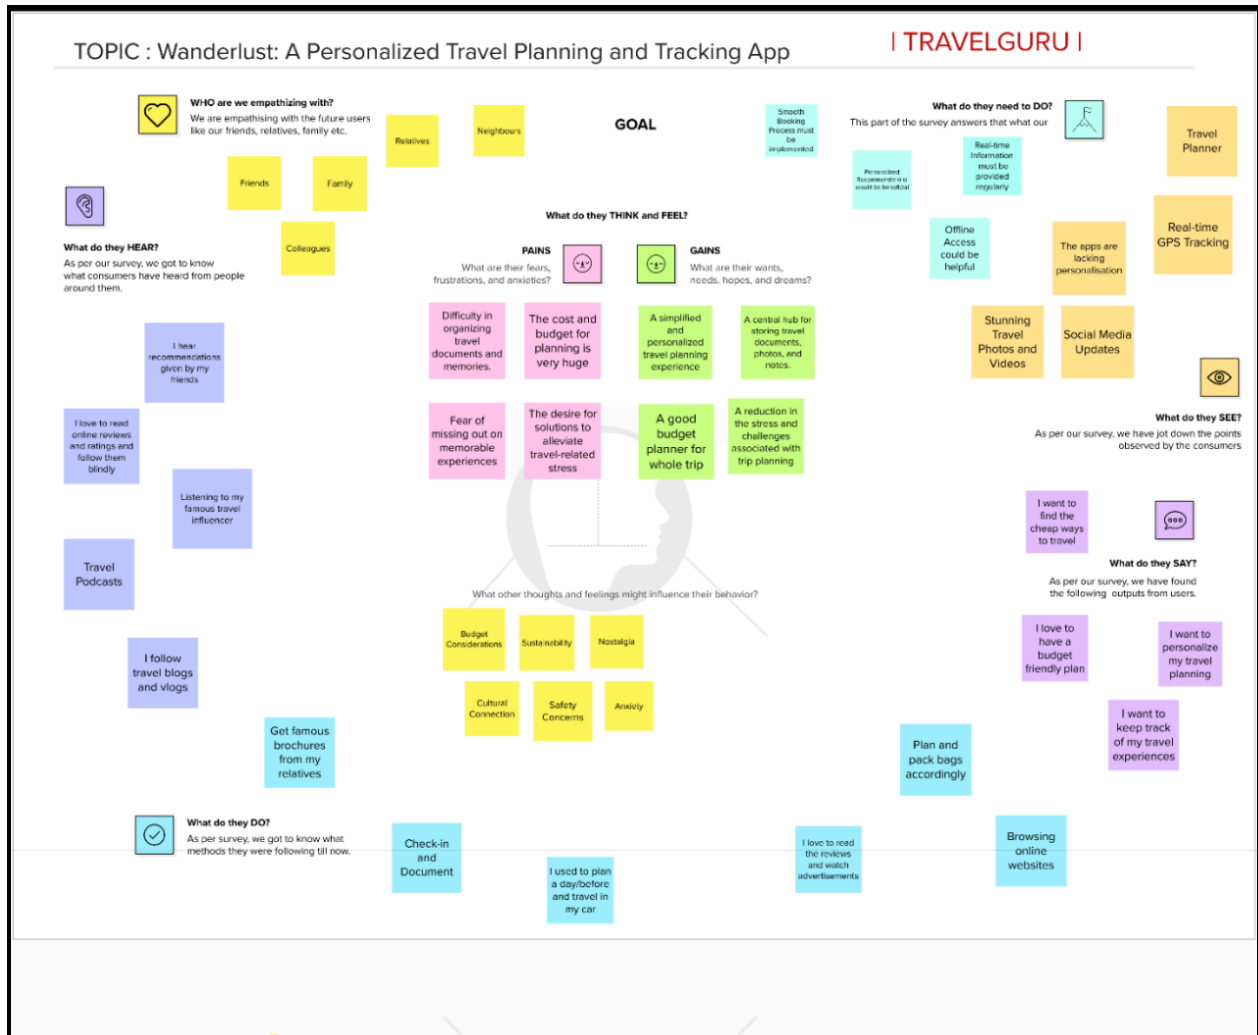 TOPIC : Wanderlust: A Personalized Travel Planning and Tracking App
| TRAVELGURU |
WHO are we empathizing with?
We are empathising with the future users
like our friends, relatives, family etc.
Relatives
Neighbours
Friends
Family
Colleagues
GOAL
What do they need to DO?
This part of the survey answers that what our
Smooth
Booking
Process must
be
implemented
Personalized
Recommendations
would to be
Real-time
Information
must be
provided
regularly
Offline
Access
could be
helpful
Travel
Planner
Real-time
GPS Tracking
The apps are
lacking
personalisation
Stunning
Travel
Photos and
Videos
Social Media
Updates
What do they SEE?
As per our survey, we have jot down the points
observed by the consumers
What do they HEAR?
As per our survey, we got to know
what consumers have heard from people
around them.
I hear
recommendations
given by my
friends
I love to read
online reviews
and ratings and
follow them
blindly
Listening to my
famous travel
influencer
Travel
Podcasts
I follow
travel blogs
and vlogs
What do they THINK and FEEL?
PAINS
What are their fears,
frustrations, and anxieties?
GAINS
What are their wants,
needs, hopes, and dreams?
Difficulty in
organizing
travel
documents and
memories.
The cost and
budget for
planning is
very huge
Fear of
missing out on
memorable
experiences
The desire for
solutions to
alleviate
travel-related
stress
A simplified
and
personalized
travel planning
experience
A central hub for
storing travel
documents,
photos, and
notes.
A good
budget
planner for
whole trip
A reduction in
the stress and
challenges
associated with
trip planning
What other thoughts and feelings might influence their behavior?
Budget
Considerations
Sustainability
Nostalgia
Cultural
Connection
Safety
Concerns
Anxiety
What do they SAY?
As per our survey, we have found
the following outputs from users.
I want to
find the
cheap ways
to travel
I love to
have a
budget
friendly plan
I want to
personalize
my travel
planning
I want to
keep track
of my travel
experiences
What do they DO?
As per survey, we got to know what
methods they were following till now.
Get famous
brochures
from my
relatives
Check-in
and
Document
I used to plan
a day/before
and travel in
my car
I love to read
the reviews
and watch
advertisements
Plan and
pack bags
accordingly
Browsing
online
websites